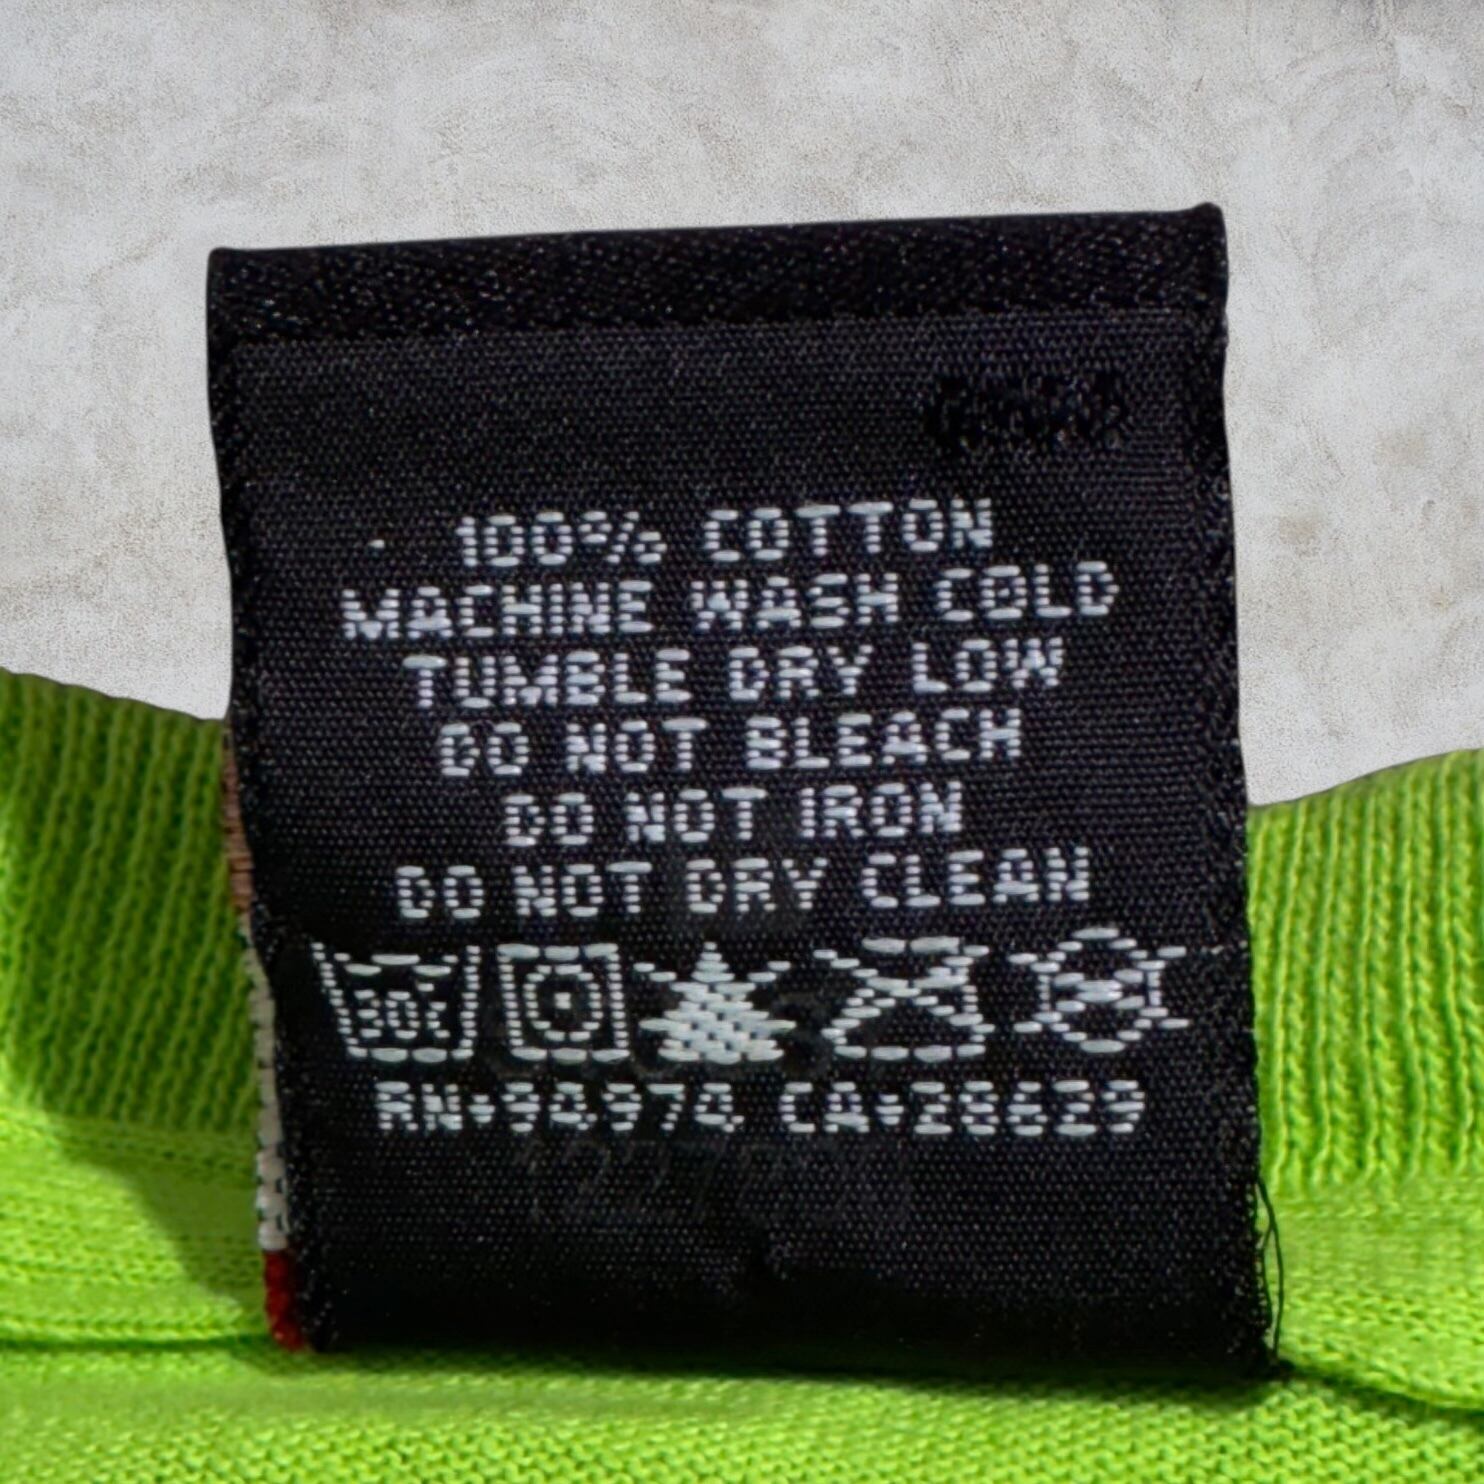 100% COTTON
MACHINE WASH COLD
TUMBLE DRY LOW
DO NOT BLEACH
DO NOT IRON
DO NOT DRY CLEAN
30c
RN•94974 CA•28629